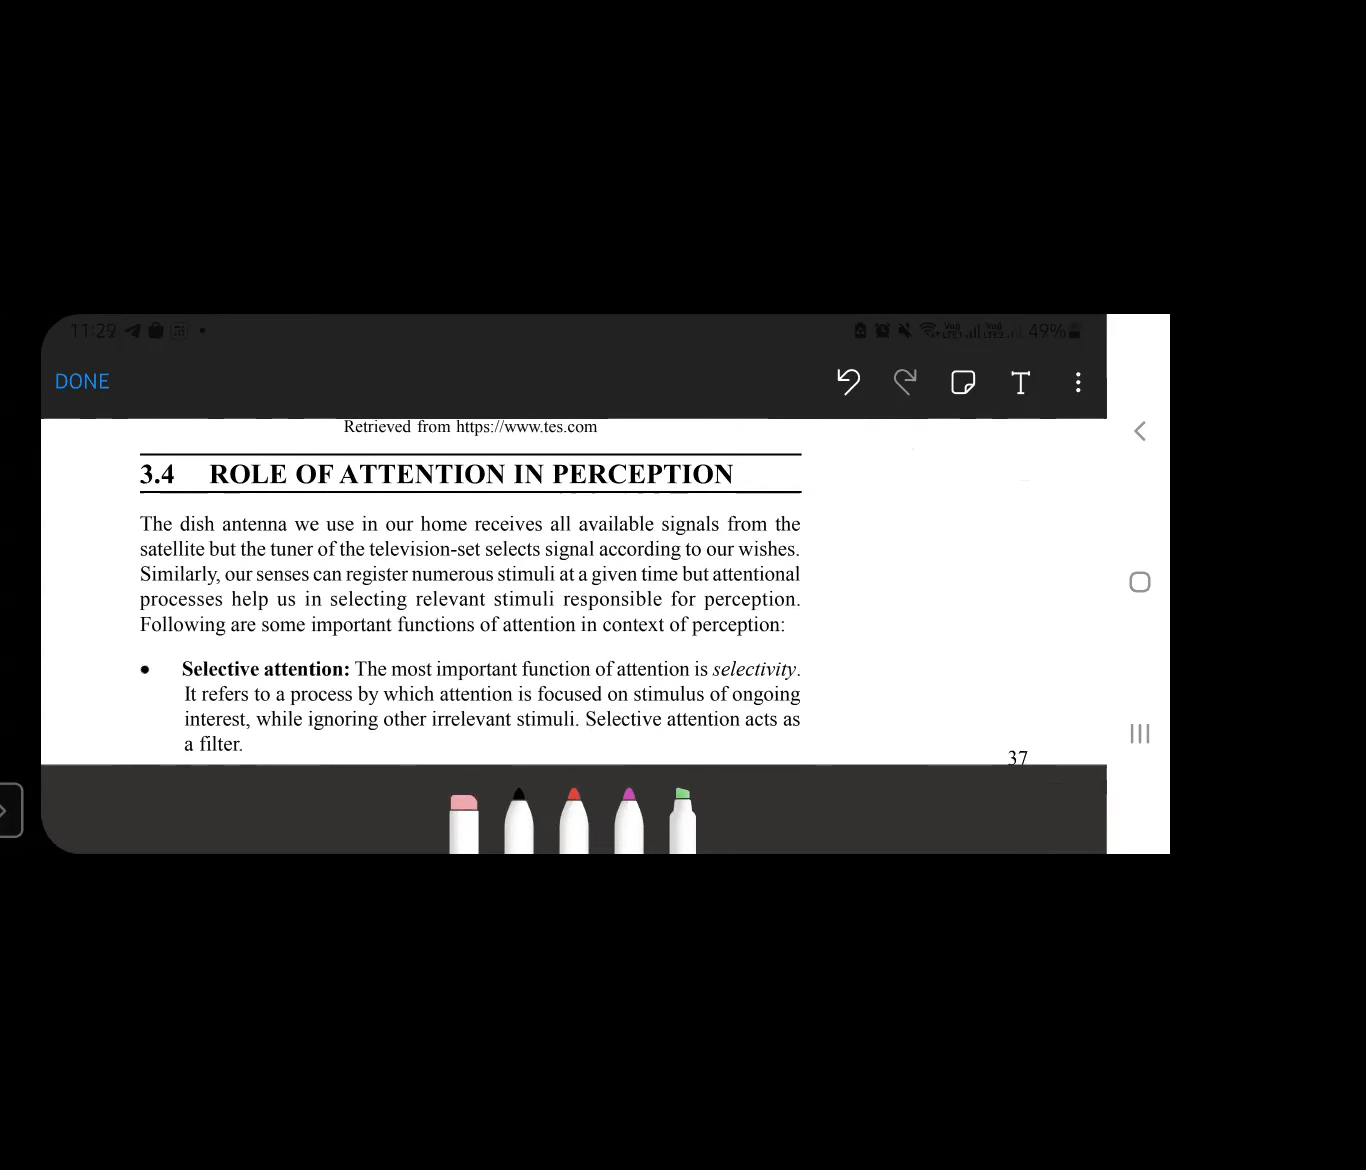 11:29
49%
DONE
Retrieved from https://www.tes.com
3.4 ROLE OF ATTENTION IN PERCEPTION
The dish antenna we use in our home receives all available signals from the
satellite but the tuner of the television-set selects signal according to our wishes.
Similarly, our senses can register numerous stimuli at a given time but attentional
processes help us in selecting relevant stimuli responsible for perception.
Following are some important functions of attention in context of perception:
• Selective attention: The most important function of attention is selectivity.
It refers to a process by which attention is focused on stimulus of ongoing
interest, while ignoring other irrelevant stimuli. Selective attention acts as
a filter.
37